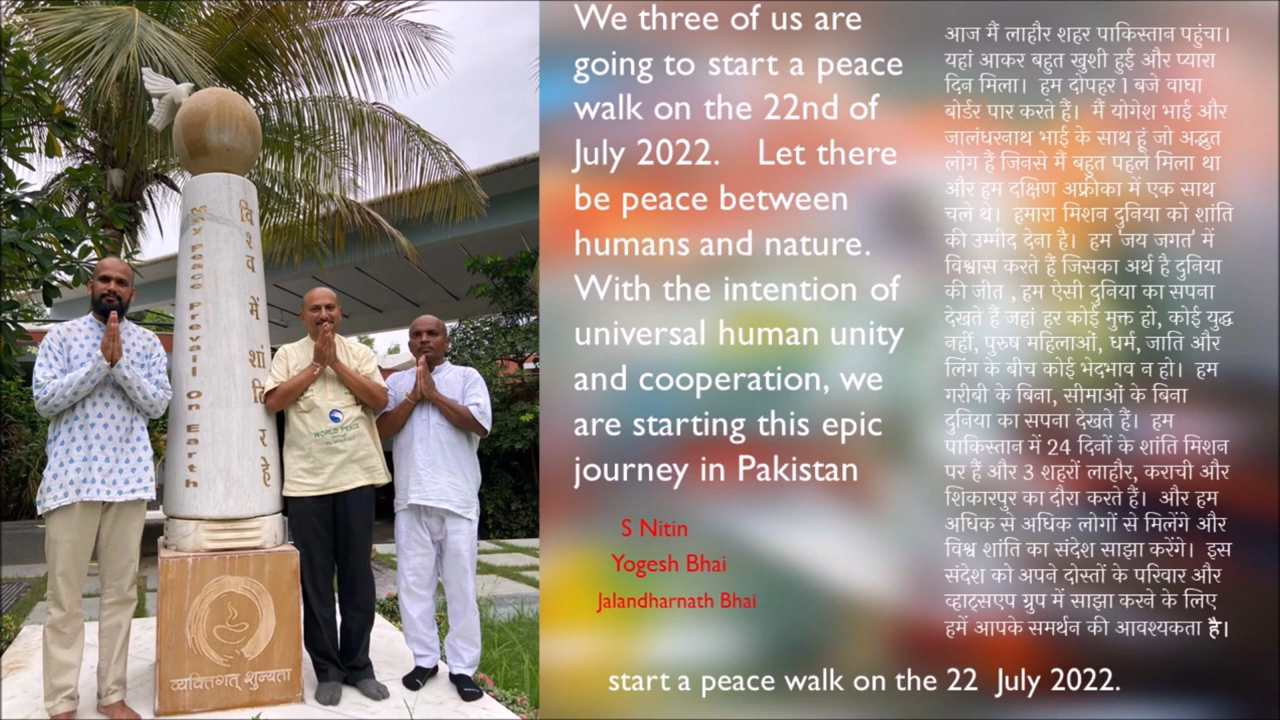 May Peace Prevail On Earth
विश्व में शांति रहे
WORLD PEACE
व्यक्तिगत् शुन्यता
We three of us are
going to start a peace
walk on the 22nd of
July 2022. Let there
be peace between
humans and nature.
With the intention of
universal human unity
and cooperation, we
are starting this epic
journey in Pakistan
S Nitin
Yogesh Bhai
Jalandharnath Bhai
आज मैं लाहौर शहर पाकिस्तान पहुंचा।
यहां आकर बहुत खुशी हुई और प्यारा
दिन मिला। हम दोपहर 1 बजे वाघा
बोर्डर पार करते हैं। मैं योगेश भाई और
जालंधरनाथ भाई के साथ हूं जो अद्भुत
लोग हैं जिनसे मैं बहुत पहले मिला था
और हम दक्षिण अफ्रीका में एक साथ
चले थे। हमारा मिशन दुनिया को शांति
की उम्मीद देना है। हम 'जय जगत' में
विश्वास करते हैं जिसका अर्थ है दुनिया
की जीत , हम ऐसी दुनिया का सपना
देखते हैं जहां हर कोई मुक्त हो, कोई युद्ध
नहीं, पुरुष महिलाओं, धर्म, जाति और
लिंग के बीच कोई भेदभाव न हो। हम
गरीबी के बिना, सीमाओं के बिना
दुनिया का सपना देखते हैं। हम
पाकिस्तान में 24 दिनों के शांति मिशन
पर हैं और 3 शहरों लाहौर, कराची और
शिकारपुर का दौरा करते हैं। और हम
अधिक से अधिक लोगों से मिलेंगे और
विश्व शांति का संदेश साझा करेंगे। इस
संदेश को अपने दोस्तों के परिवार और
व्हाट्सएप ग्रुप में साझा करने के लिए
हमें आपके समर्थन की आवश्यकता है।
start a peace walk on the 22 July 2022.